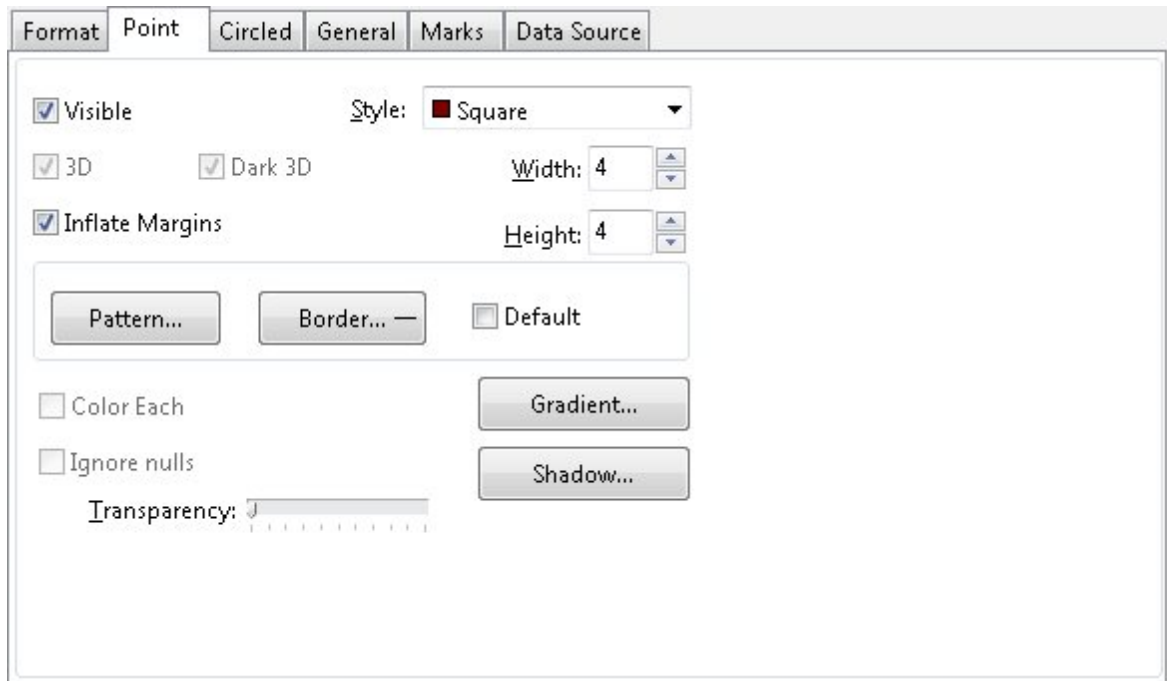 Format Point Circled General Marks Data Source
Visible Style: Square
3D Dark 3D Width: 4
Inflate Margins Height: 4
Pattern... Border... Default
Color Each Gradient...
Ignore nulls Shadow...
Transparency: